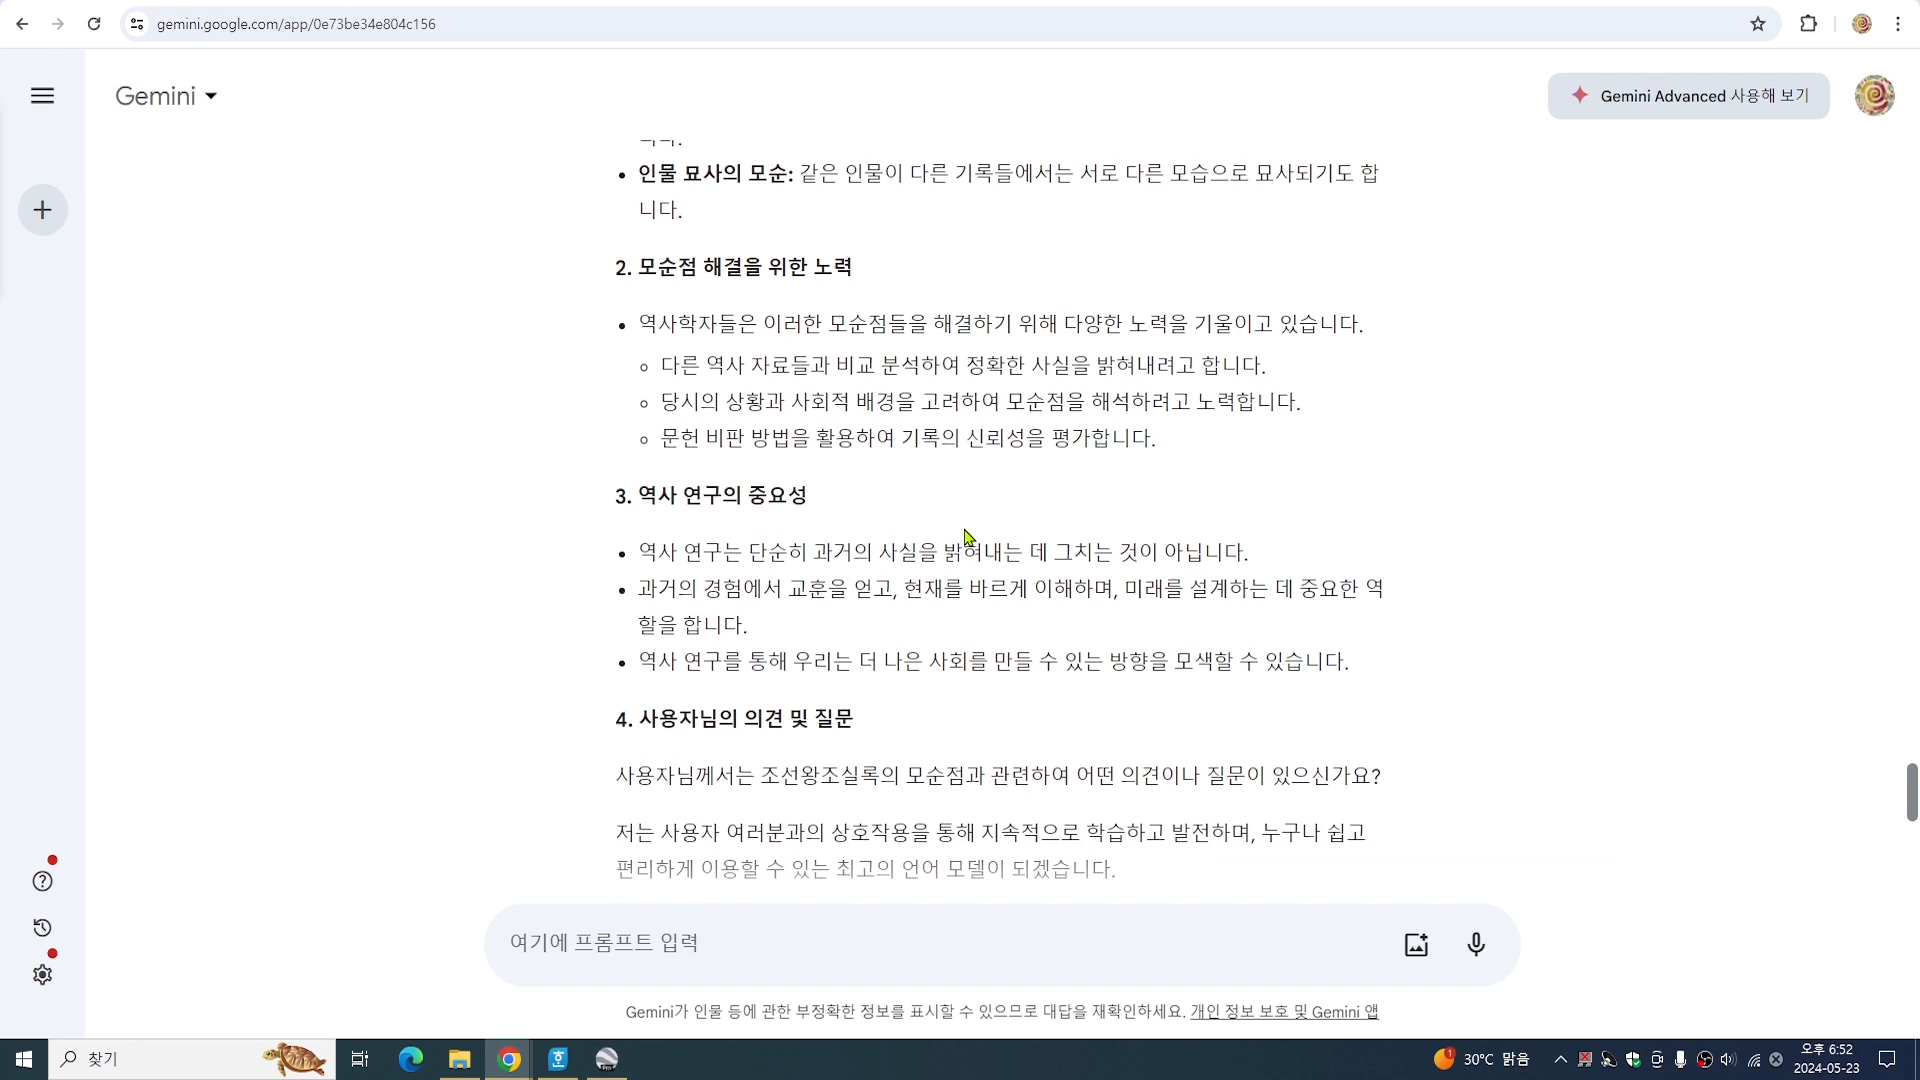 gemini.google.com/app/0e73be34e804c156
Gemini
Gemini Advanced 사용해 보기
니다.
인물 묘사의 모순: 같은 인물이 다른 기록들에서는 서로 다른 모습으로 묘사되기도 합
니다.
2. 모순점 해결을 위한 노력
역사학자들은 이러한 모순점들을 해결하기 위해 다양한 노력을 기울이고 있습니다.
다른 역사 자료들과 비교 분석하여 정확한 사실을 밝혀내려고 합니다.
당시의 상황과 사회적 배경을 고려하여 모순점을 해석하려고 노력합니다.
문헌 비판 방법을 활용하여 기록의 신뢰성을 평가합니다.
3. 역사 연구의 중요성
역사 연구는 단순히 과거의 사실을 밝혀내는 데 그치는 것이 아닙니다.
과거의 경험에서 교훈을 얻고, 현재를 바르게 이해하며, 미래를 설계하는 데 중요한 역
할을 합니다.
역사 연구를 통해 우리는 더 나은 사회를 만들 수 있는 방향을 모색할 수 있습니다.
4. 사용자님의 의견 및 질문
사용자님께서는 조선왕조실록의 모순점과 관련하여 어떤 의견이나 질문이 있으신가요?
저는 사용자 여러분과의 상호작용을 통해 지속적으로 학습하고 발전하며, 누구나 쉽고
편리하게 이용할 수 있는 최고의 언어 모델이 되겠습니다.
여기에 프롬프트 입력
Gemini가 인물 등에 관한 부정확한 정보를 표시할 수 있으므로 대답을 재확인하세요. 개인 정보 보호 및 Gemini 앱
찾기
1
30°C 맑음
오후 6:52
2024-05-23